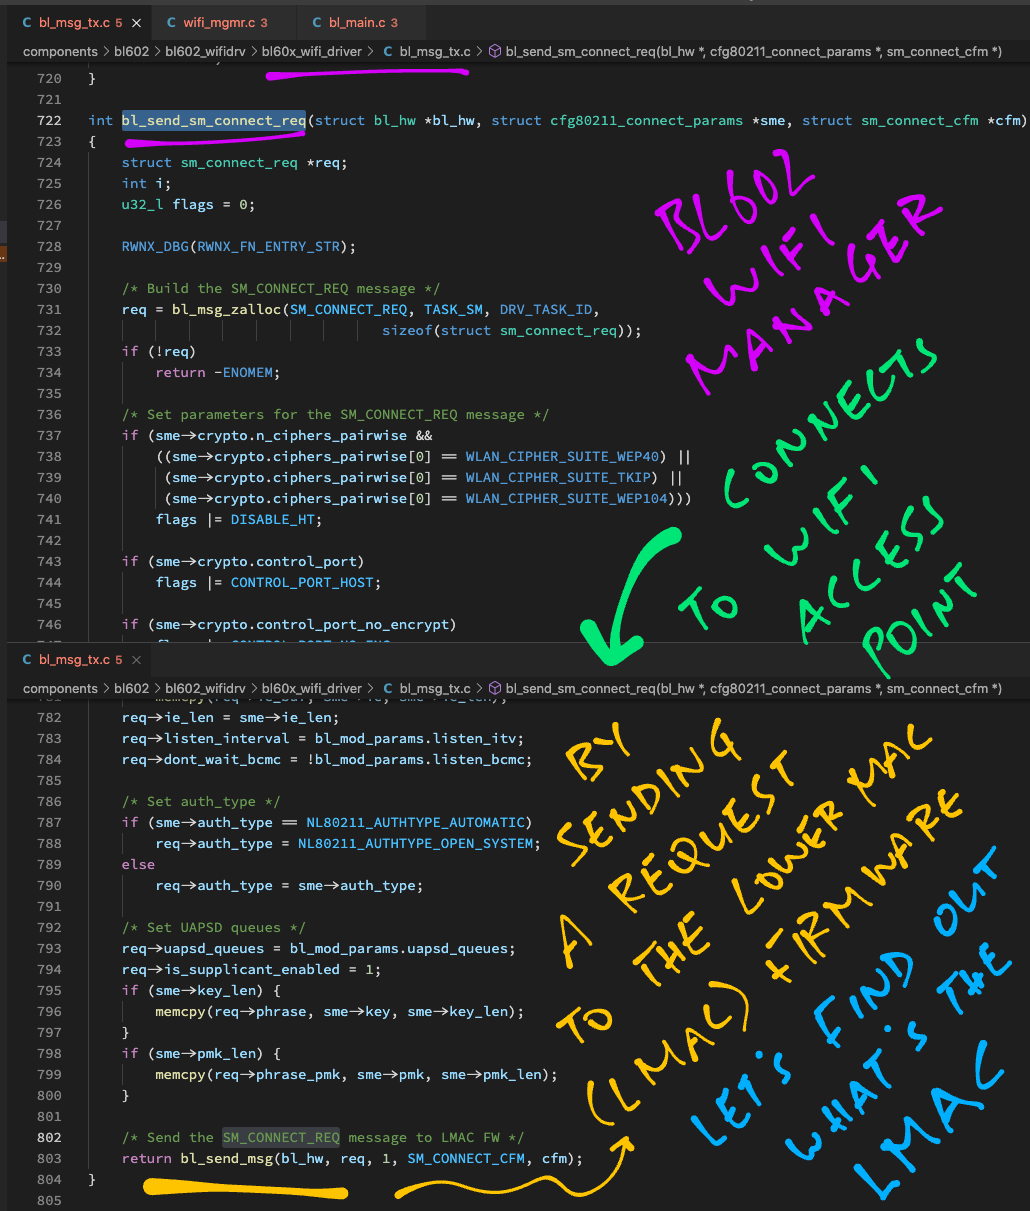 bl_msg_tx.c 5 × wifi_mgmr.c 3 bl_main.c 3
components > bl602 > bl602_wifidrv > bl60x_wifi_driver > C bl_msg_tx.c > bl_send_sm_connect_req(bl_hw *, cfg80211_connect_params *, sm_connect_cfm *)
720 }
721
722 int bl_send_sm_connect_req(struct bl_hw *bl_hw, struct cfg80211_connect_params *sme, struct sm_connect_cfm *cfm)
723 {
724 struct sm_connect_req *req;
725 int i;
726 u32_l flags = 0;
727
728 RWNX_DBG(RWNX_FN_ENTRY_STR);
729
730 /* Build the SM_CONNECT_REQ message */
731 req = bl_msg_zalloc(SM_CONNECT_REQ, TASK_SM, DRV_TASK_ID,
732 sizeof(struct sm_connect_req));
733 if (!req)
734 return -ENOMEM;
735
736 /* Set parameters for the SM_CONNECT_REQ message */
737 if (sme->crypto.n_ciphers_pairwise &&
738 ((sme->crypto.ciphers_pairwise[0] == WLAN_CIPHER_SUITE_WEP40) ||
739 (sme->crypto.ciphers_pairwise[0] == WLAN_CIPHER_SUITE_TKIP) ||
740 (sme->crypto.ciphers_pairwise[0] == WLAN_CIPHER_SUITE_WEP104)))
741 flags |= DISABLE_HT;
742
743 if (sme->crypto.control_port)
744 flags |= CONTROL_PORT_HOST;
745
746 if (sme->crypto.control_port_no_encrypt)
BL602
WIFI
MANAGER
CONNECTS
TO WIFI
ACCESS
POINT
bl_msg_tx.c 5 ×
components > bl602 > bl602_wifidrv > bl60x_wifi_driver > C bl_msg_tx.c > bl_send_sm_connect_req(bl_hw *, cfg80211_connect_params *, sm_connect_cfm *)
782 req->ie_len = sme->ie_len;
783 req->listen_interval = bl_mod_params.listen_itv;
784 req->dont_wait_bcmc = !bl_mod_params.listen_bcmc;
785
786 /* Set auth_type */
787 if (sme->auth_type == NL80211_AUTHTYPE_AUTOMATIC)
788 req->auth_type = NL80211_AUTHTYPE_OPEN_SYSTEM;
789 else
790 req->auth_type = sme->auth_type;
791
792 /* Set UAPSD queues */
793 req->uapsd_queues = bl_mod_params.uapsd_queues;
794 req->is_supplicant_enabled = 1;
795 if (sme->key_len) {
796 memcpy(req->phrase, sme->key, sme->key_len);
797 }
798 if (sme->pmk_len) {
799 memcpy(req->phrase_pmk, sme->pmk, sme->pmk_len);
800 }
801
802 /* Send the SM_CONNECT_REQ message to LMAC FW */
803 return bl_send_msg(bl_hw, req, 1, SM_CONNECT_CFM, cfm);
804 }
805
BY
SENDING
A REQUEST
TO THE LOWER MAC
(LMAC) FIRMWARE
LET'S FIND OUT
WHAT'S THE
LMAC